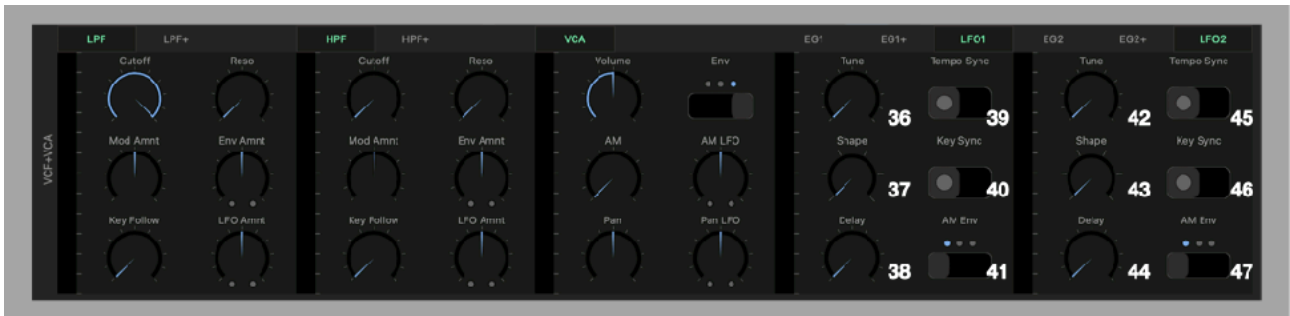 LPF LPF+ HPF HPF+ VCA EG1 EG1+ LFO1 EG2 EG2+ LFO2
Cutoff Reso Cutoff Reso Volume Env Tune Tempo Sync Tune Tempo Sync
36 39 42 45
Mod Amnt Env Amnt Mod Amnt Env Amnt AM AM LFO Shape Key Sync Shape Key Sync
VCF+VCA
37 40 43 46
Key Follow LFO Amnt Key Follow LFO Amnt Pan Pan LFO Delay AM Env Delay AM Env
38 41 44 47